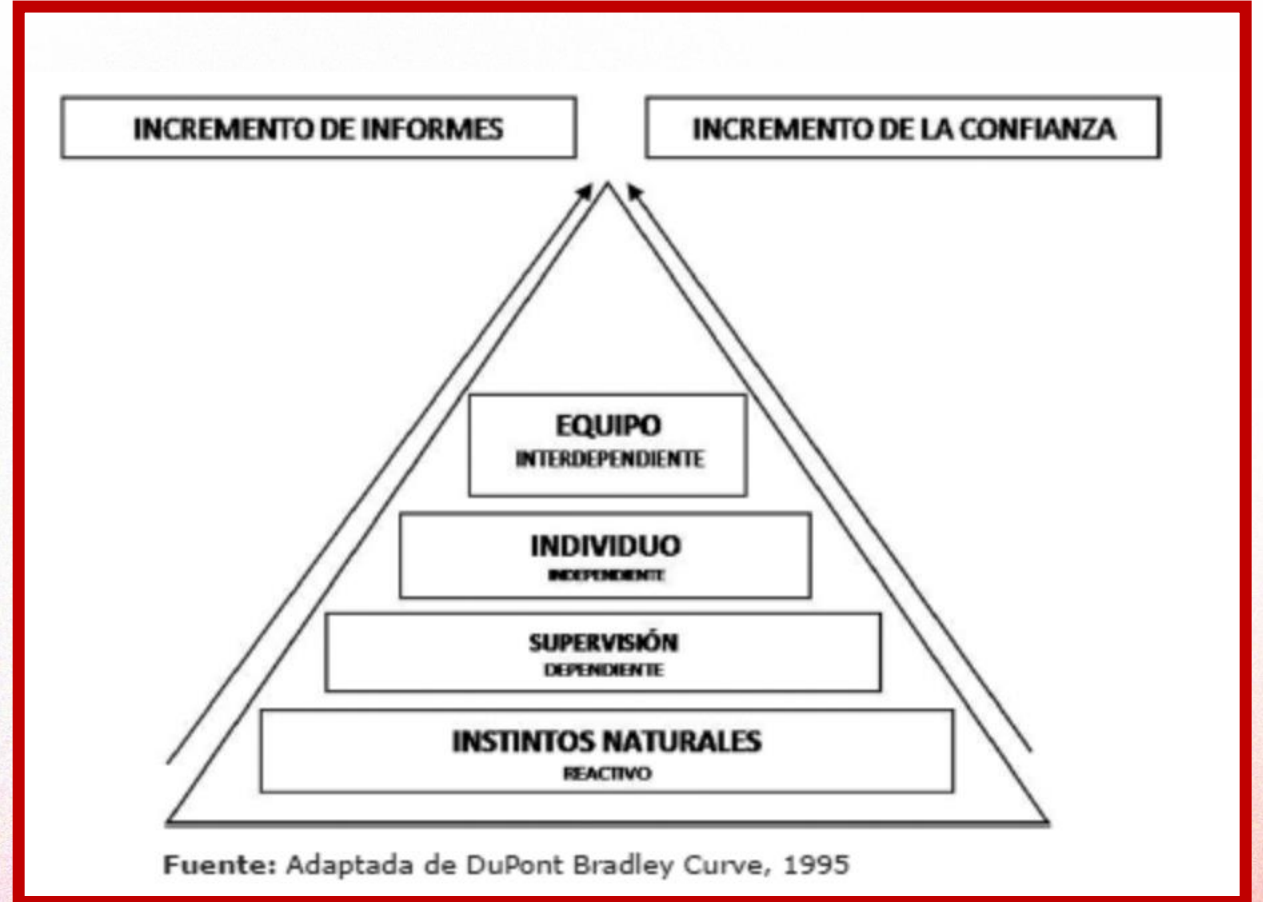 INCREMENTO DE INFORMES
INCREMENTO DE LA CONFIANZA
EQUIPO
INTERDEPENDIENTE
INDIVIDUO
INDEPENDIENTE
SUPERVISIÓN
DEPENDIENTE
INSTINTOS NATURALES
REACTIVO
Fuente: Adaptada de DuPont Bradley Curve, 1995